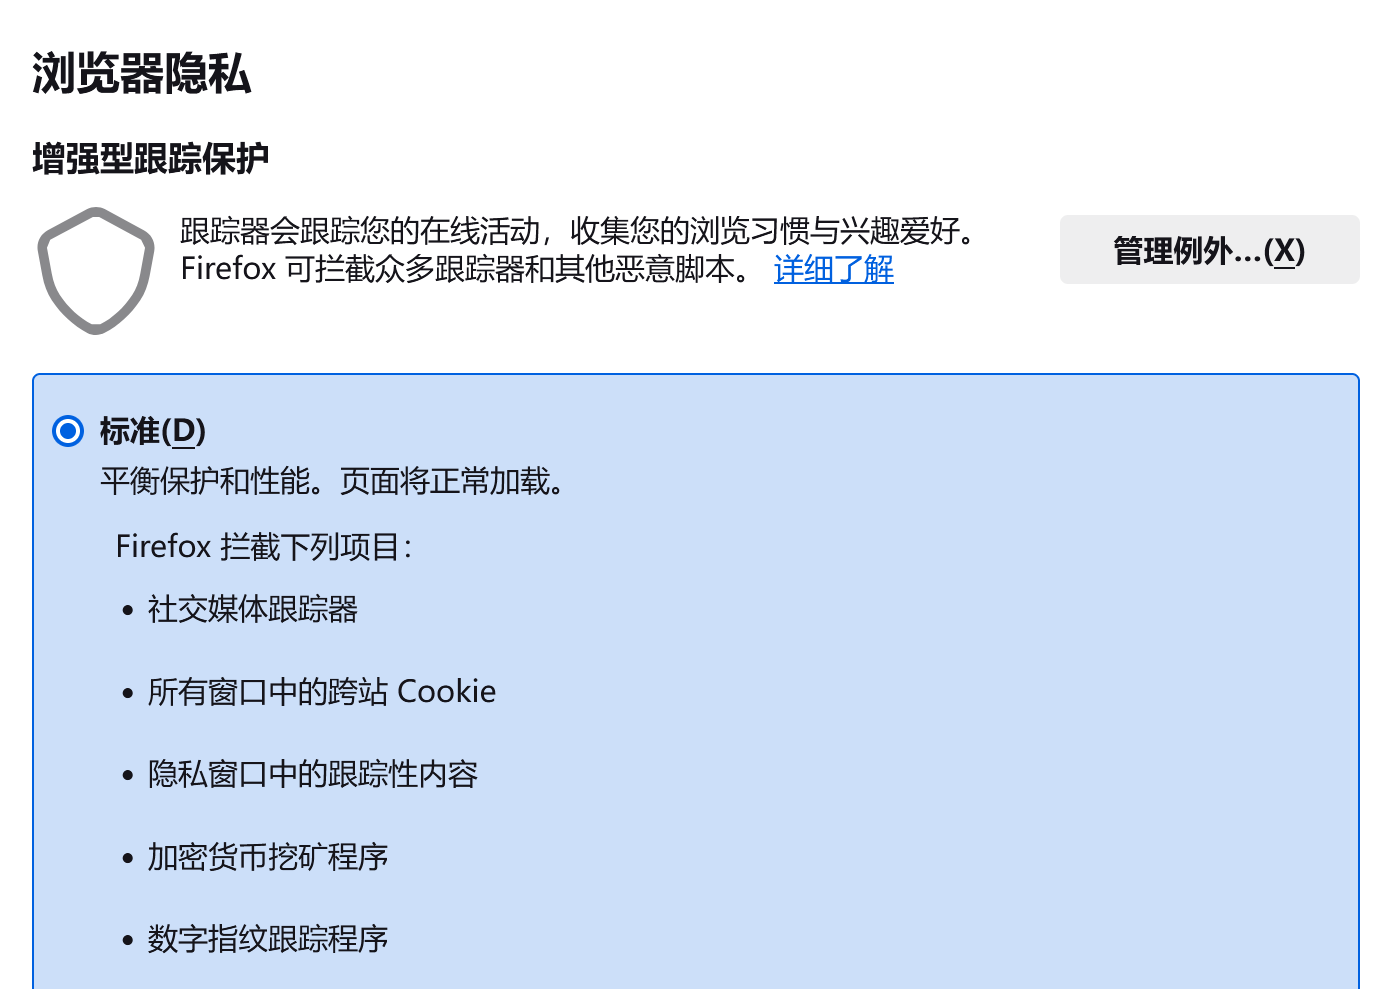 浏览器隐私
增强型跟踪保护
跟踪器会跟踪您的在线活动，收集您的浏览习惯与兴趣爱好。
Firefox 可拦截众多跟踪器和其他恶意脚本。 详细了解
管理例外...(X)
标准(D)
平衡保护和性能。页面将正常加载。
Firefox 拦截下列项目：
• 社交媒体跟踪器
• 所有窗口中的跨站 Cookie
• 隐私窗口中的跟踪性内容
• 加密货币挖矿程序
• 数字指纹跟踪程序